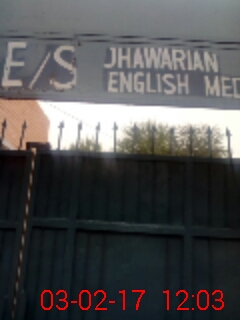 E/S JHAWARIAN
ENGLISH MED
03-02-17 12:03